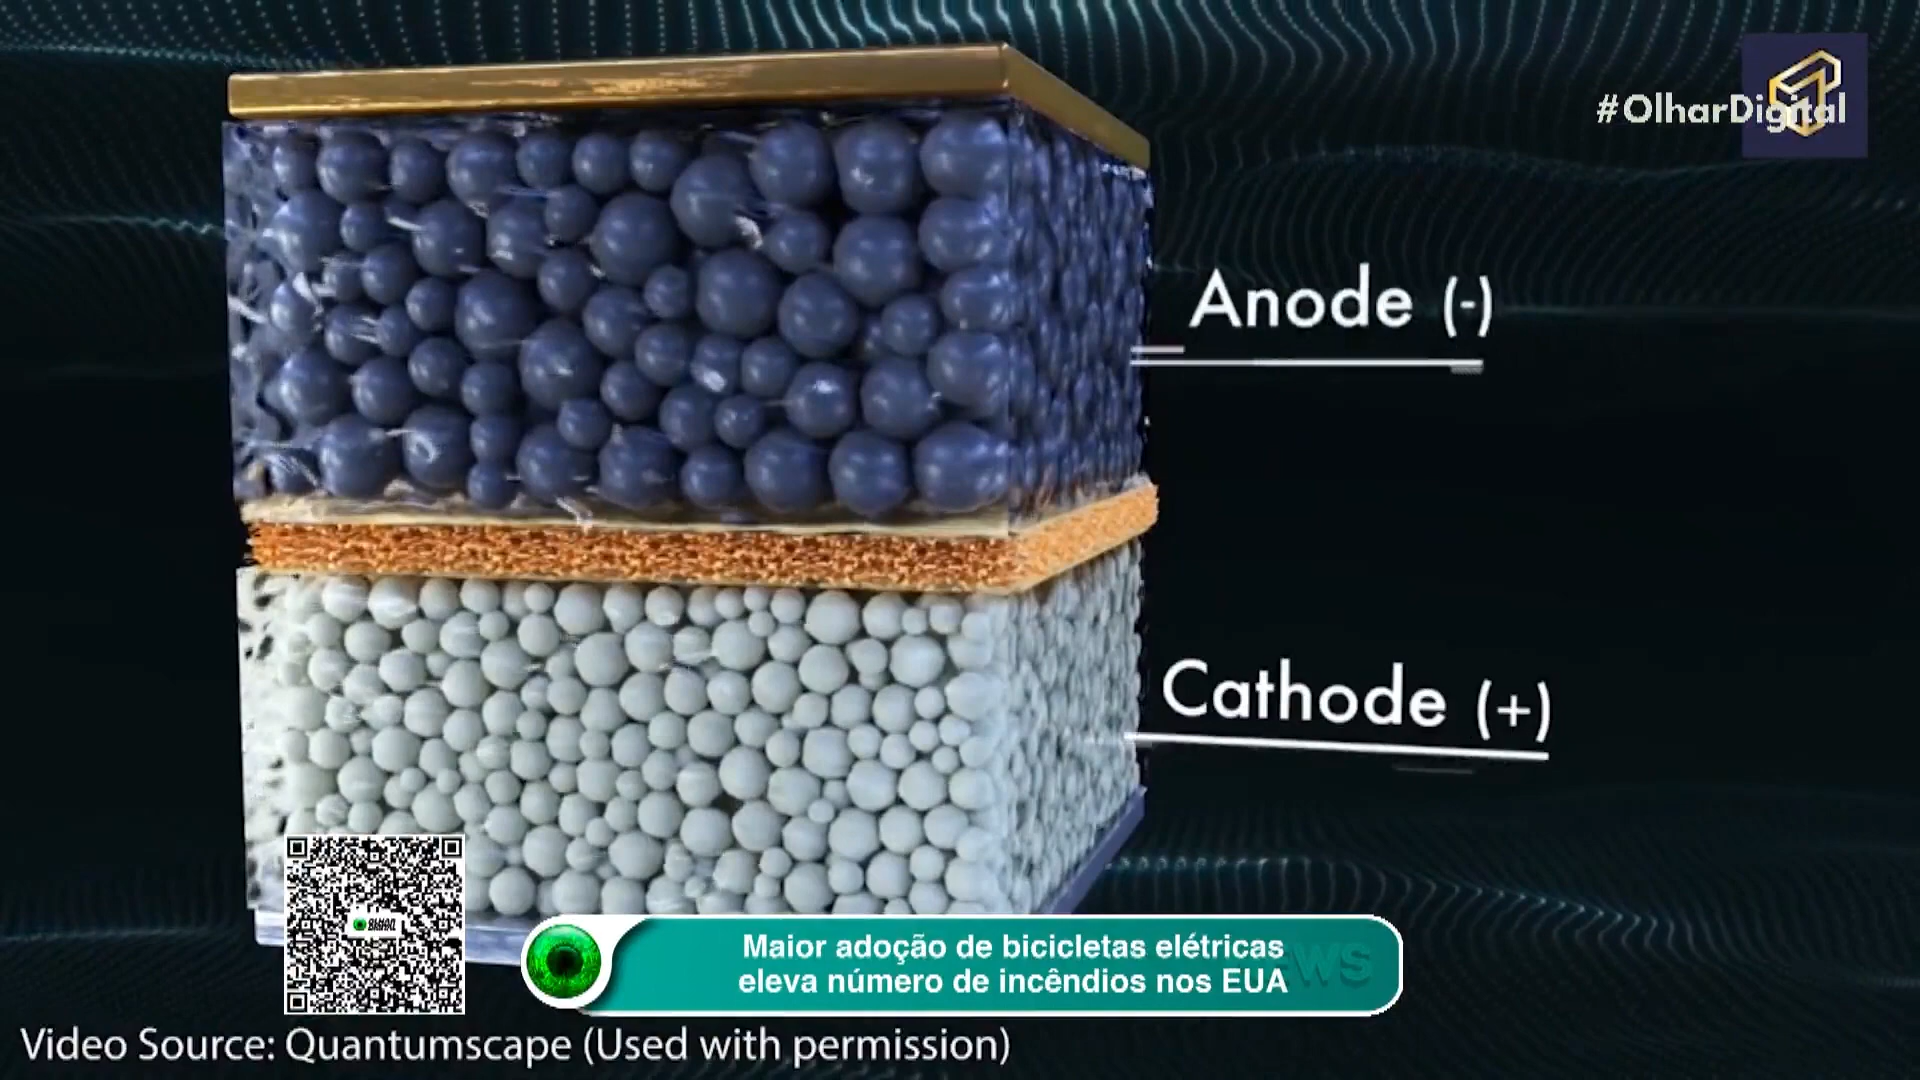 #OlharDigital
Anode (-)
Cathode (+)
Maior adoção de bicicletas elétricas
eleva número de incêndios nos EUA
Video Source: Quantumscape (Used with permission)